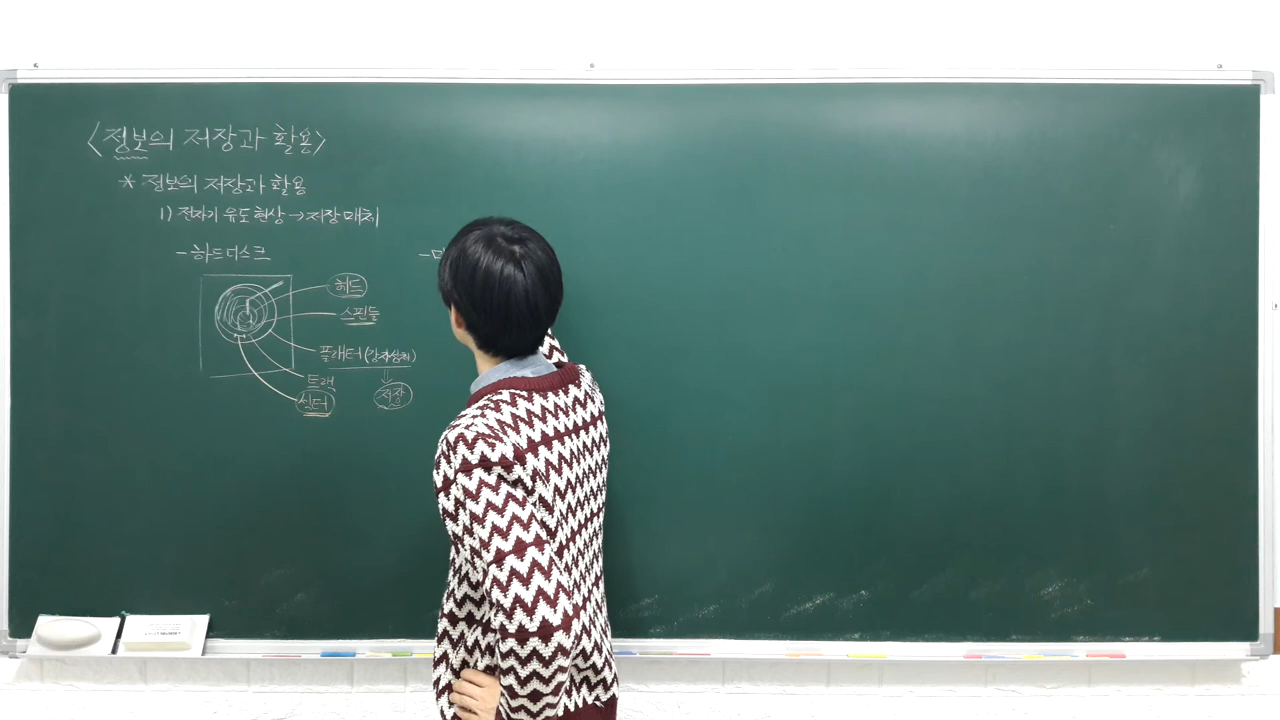 <정보의 저장과 활용>
* 정보의 저장과 활용
1) 전자기 유도 현상 → 저장 매체
- 하드디스크
헤드
스핀들
플래터 (강자성체)
트랙
섹터
저장